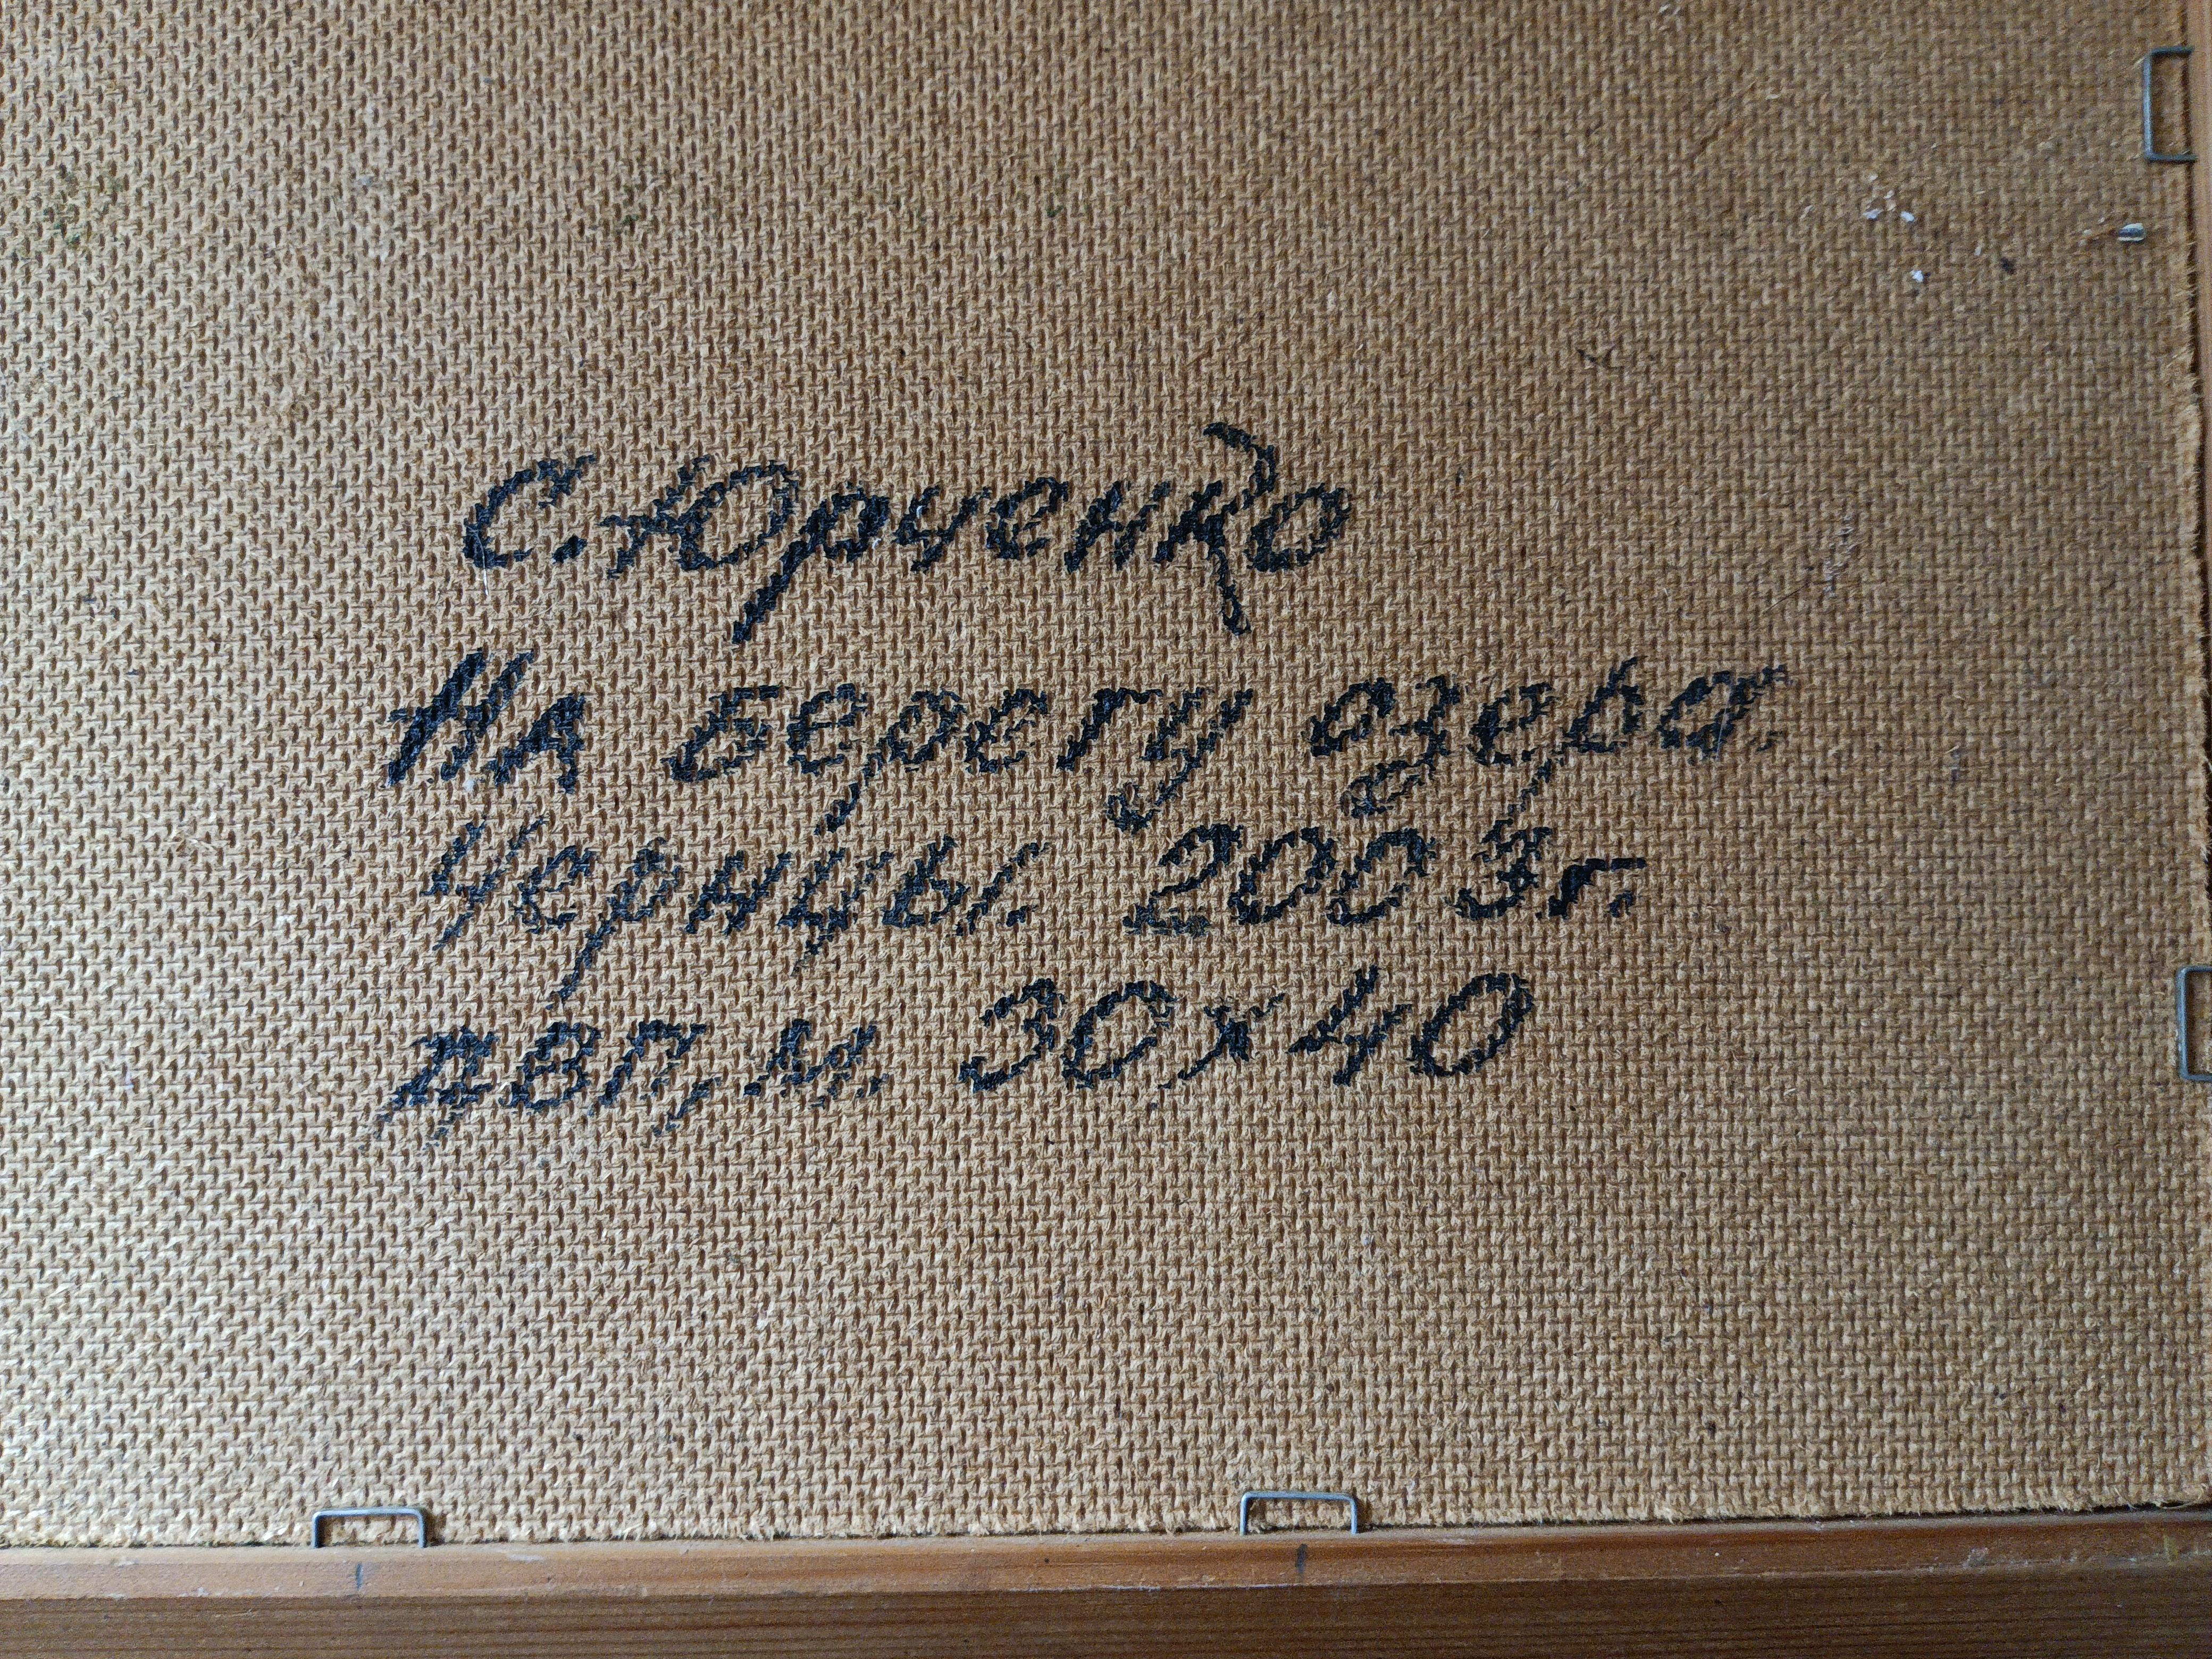 С. Юрченко
На берегу озера.
Чернцы. 2003г.
ДВП, м. 30х40